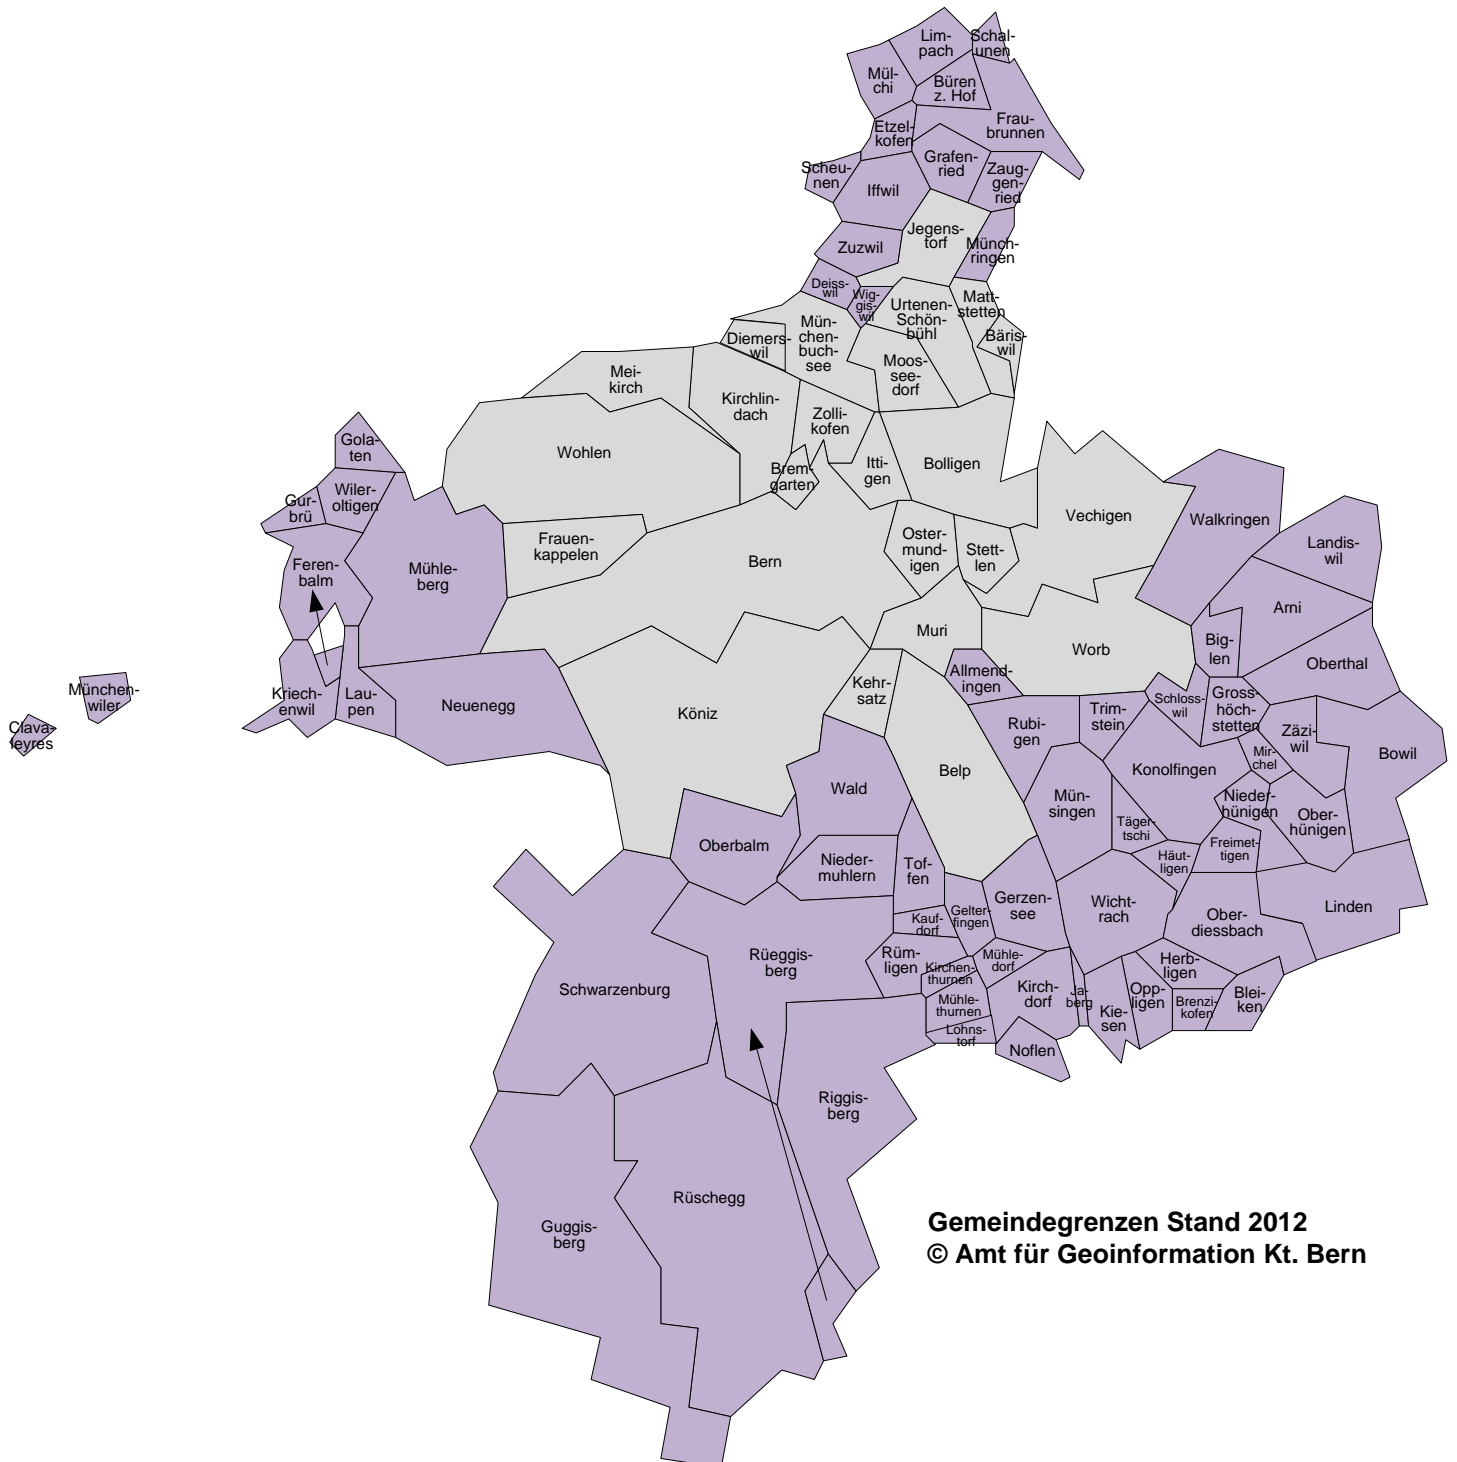 Lim-
pach
Schal-
unen
Mül-
chi
Büren
z. Hof
Etzel-
kofen
Frau-
brunnen
Scheu-
nen
Grafen-
ried
Zaug-
gen-
ried
Iffwil
Jegens-
torf
Zuzwil
Münch-
ringen
Deiss-
wil
Wig-
gis-
wil
Urtenen-
Schön-
bühl
Matt-
stetten
Diemers-
wil
Mün-
chen-
buch-
see
Bäris-
wil
Moos-
see-
dorf
Mei-
kirch
Kirchlin-
dach
Zolli-
kofen
Wohlen
Brem-
garten
Itti-
gen
Bolligen
Gola-
ten
Wiler-
oltigen
Gur-
brü
Vechigen
Walkringen
Frauen-
kappelen
Bern
Oster-
mund-
igen
Stett-
len
Landis-
wil
Feren-
balm
Mühle-
berg
Arni
Muri
Worb
Big-
len
Oberthal
Allmend-
ingen
München-
wiler
Kriech-
enwil
Lau-
pen
Neuenegg
Köniz
Kehr-
satz
Schloss-
wil
Gross-
höch-
stetten
Clava-
leyres
Rubi-
gen
Trim-
stein
Zäzi-
wil
Bowil
Mir-
chel
Konolfingen
Belp
Wald
Mün-
singen
Nieder-
hünigen
Ober-
hünigen
Täger-
tschi
Oberbalm
Nieder-
muhlern
Tof-
fen
Häut-
ligen
Freimet-
tigen
Gerzen-
see
Wicht-
rach
Linden
Kauf-
dorf
Gelter-
fingen
Ober-
diessbach
Rüeggis-
berg
Rüm-
ligen
Mühle-
dorf
Herb-
ligen
Kirchen-
thurnen
Schwarzenburg
Kirch-
dorf
Ja-
berg
Opp-
ligen
Blei-
ken
Mühle-
thurnen
Brenzi-
kofen
Kie-
sen
Lohns-
torf
Noflen
Riggis-
berg
Rüschegg
Guggis-
berg
Gemeindegrenzen Stand 2012
© Amt für Geoinformation Kt. Bern